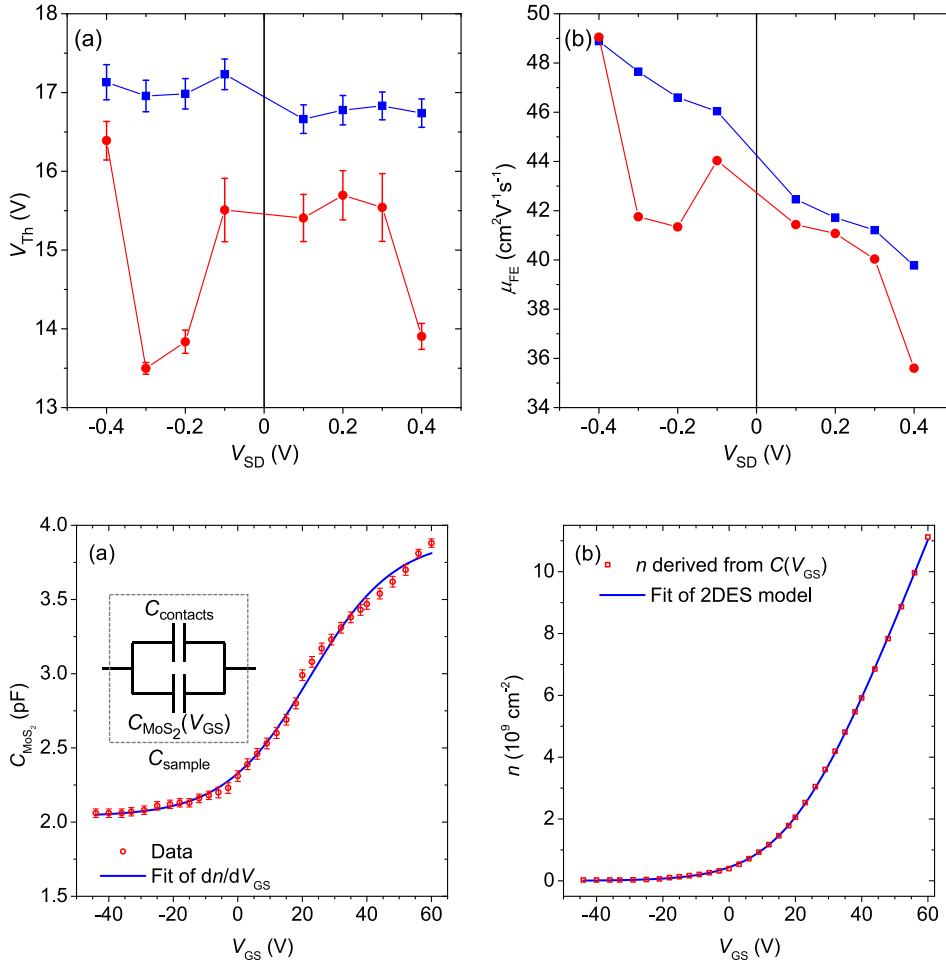 (a)
18
17
16
15
14
13
V_Th (V)
-0.4 -0.2 0 0.2 0.4
V_SD (V)
(b)
50
48
46
44
42
40
38
36
34
μ_FE (cm²V⁻¹s⁻¹)
-0.4 -0.2 0 0.2 0.4
V_SD (V)
(a)
4.0
3.5
3.0
2.5
2.0
1.5
C_MoS₂ (pF)
C_contacts
C_MoS₂(V_GS)
C_sample
Data
Fit of dn/dV_GS
-40 -20 0 20 40 60
V_GS (V)
(b)
n derived from C(V_GS)
Fit of 2DES model
10
8
6
4
2
0
n (10⁹ cm⁻²)
-40 -20 0 20 40 60
V_GS (V)